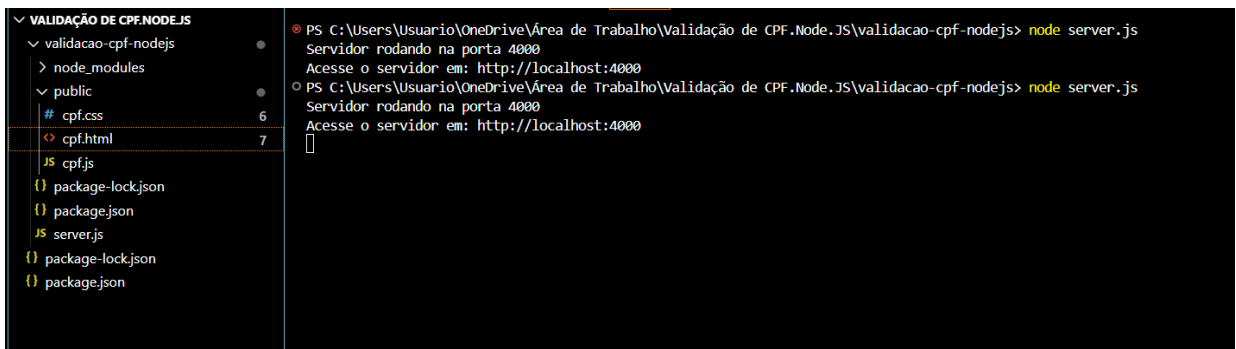 VALIDAÇÃO DE CPF.NODE.JS
validacao-cpf-nodejs
node_modules
public
# cpf.css 6
<> cpf.html 7
JS cpf.js
{} package-lock.json
{} package.json
JS server.js
{} package-lock.json
{} package.json
PS C:\Users\Usuario\OneDrive\Área de Trabalho\Validação de CPF.Node.JS\validacao-cpf-nodejs> node server.js
Servidor rodando na porta 4000
Acesse o servidor em: http://localhost:4000
PS C:\Users\Usuario\OneDrive\Área de Trabalho\Validação de CPF.Node.JS\validacao-cpf-nodejs> node server.js
Servidor rodando na porta 4000
Acesse o servidor em: http://localhost:4000